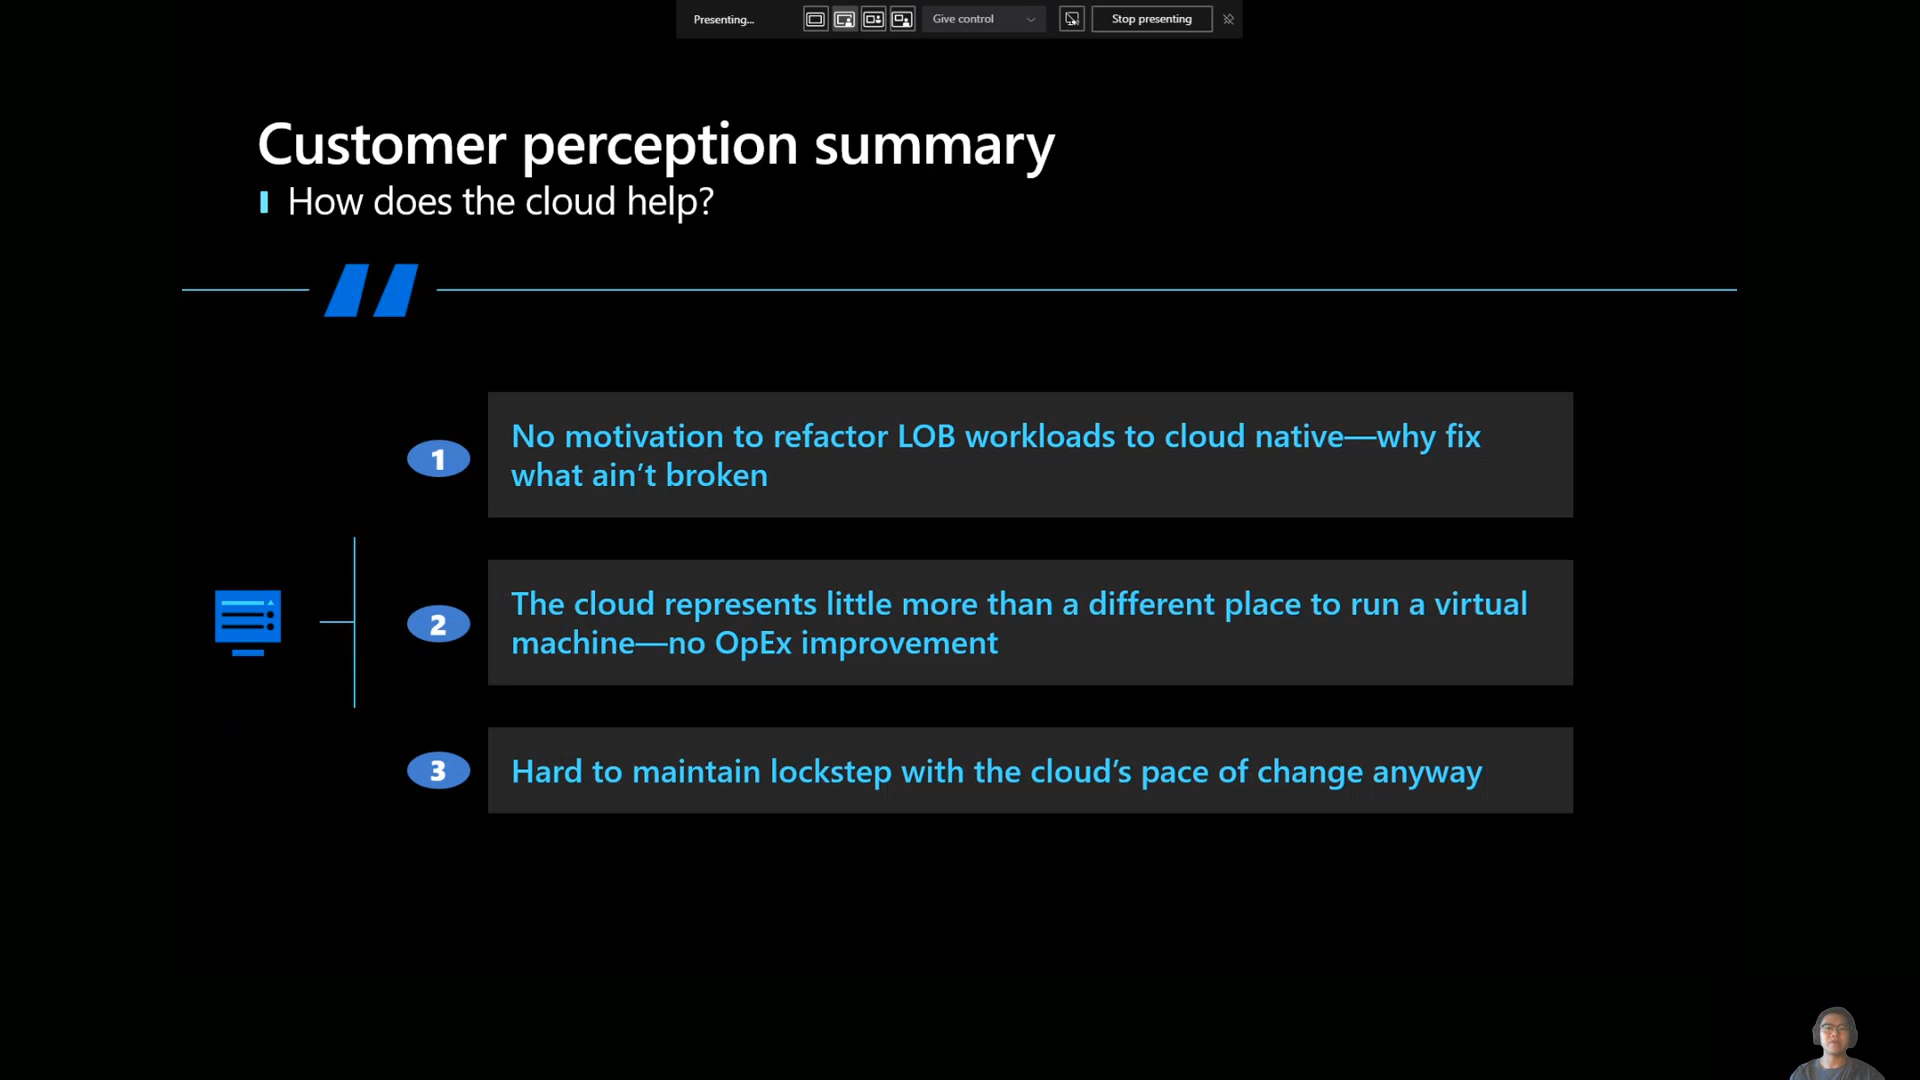 Presenting...
Give control
Stop presenting
Customer perception summary
How does the cloud help?
1
No motivation to refactor LOB workloads to cloud native—why fix
what ain’t broken
2
The cloud represents little more than a different place to run a virtual
machine—no OpEx improvement
3
Hard to maintain lockstep with the cloud’s pace of change anyway